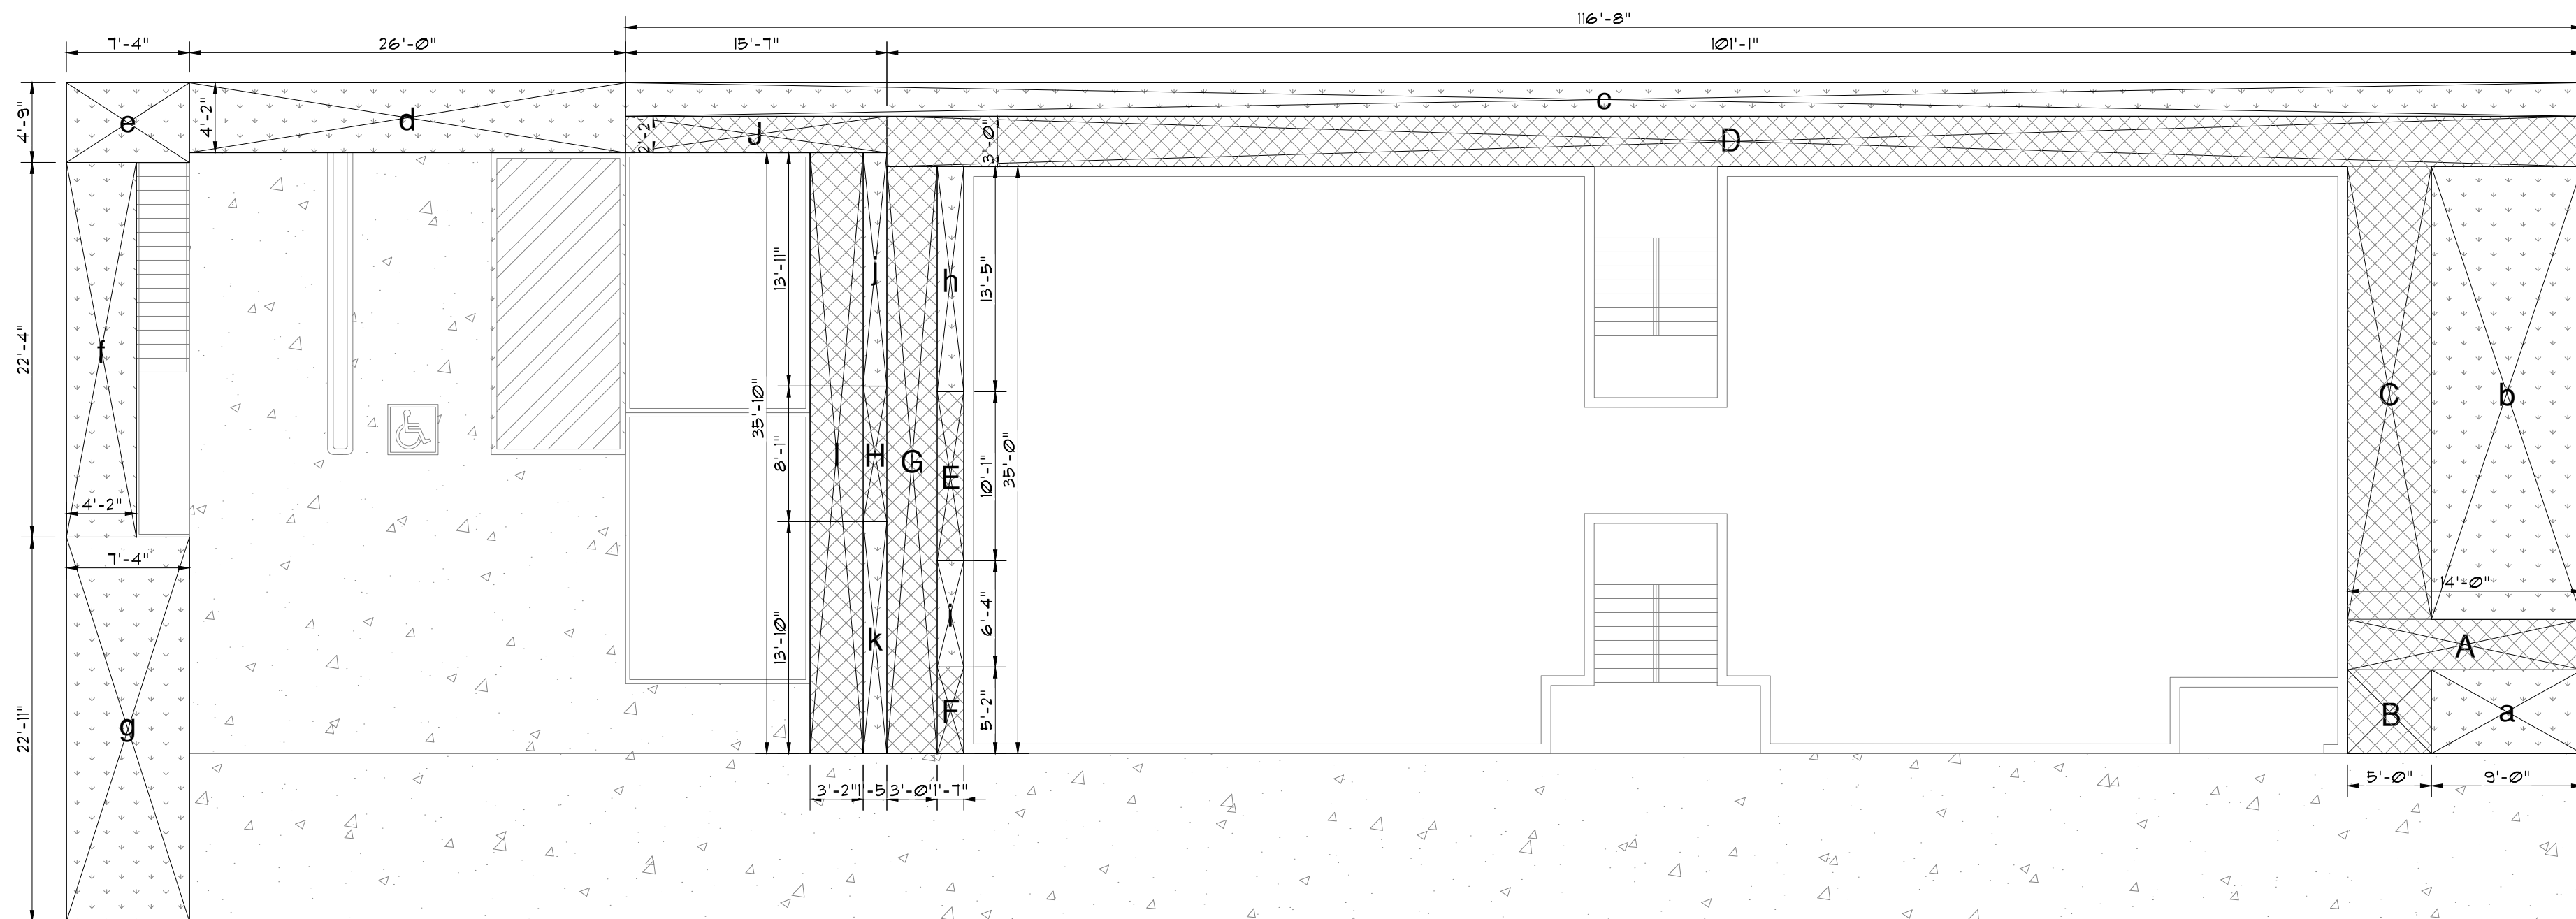 116'-8"
7'-4" 26'-0" 15'-7" 101'-1"
4'-9" e 4'-2" d c
2'-2" J 3'-0" D
22'-4" f 4'-2"
13'-11" j h 13'-5"
35'-10" 8'-1" I H G E 10'-1" 35'-0" C b
7'-4" 14'-0"
13'-10" k i 6'-4" A
22'-11" g F 5'-2" B a
3'-2" 1'-5 3'-0" 1'-7" 5'-0" 9'-0"